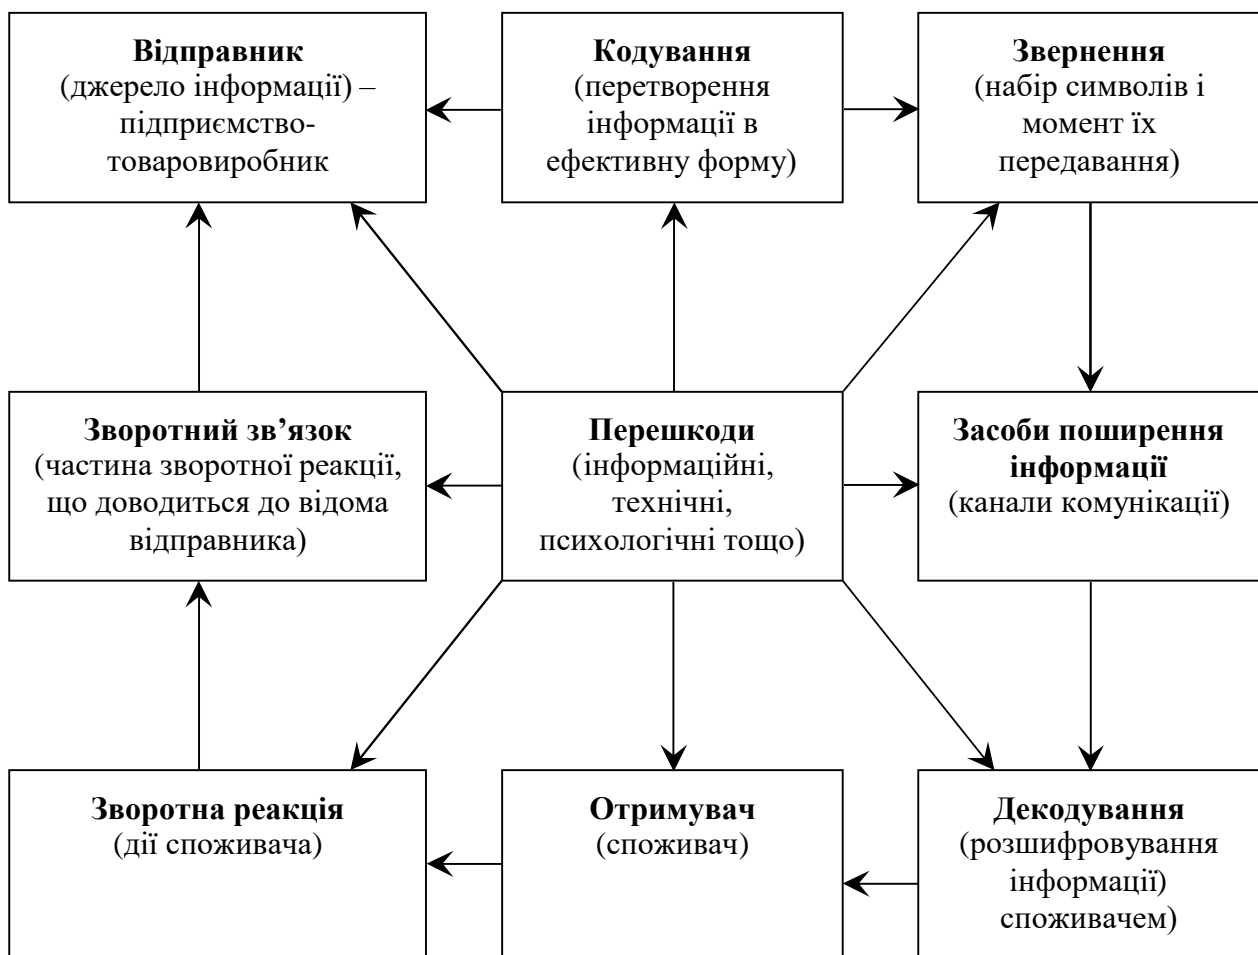 Відправник
(джерело інформації) –
підприємство-
товаровиробник
Кодування
(перетворення
інформації в
ефективну форму)
Звернення
(набір символів і
момент їх
передавання)
Зворотний зв’язок
(частина зворотної реакції,
що доводиться до відома
відправника)
Перешкоди
(інформаційні,
технічні,
психологічні тощо)
Засоби поширення
інформації
(канали комунікації)
Зворотна реакція
(дії споживача)
Отримувач
(споживач)
Декодування
(розшифровування
інформації)
споживачем)